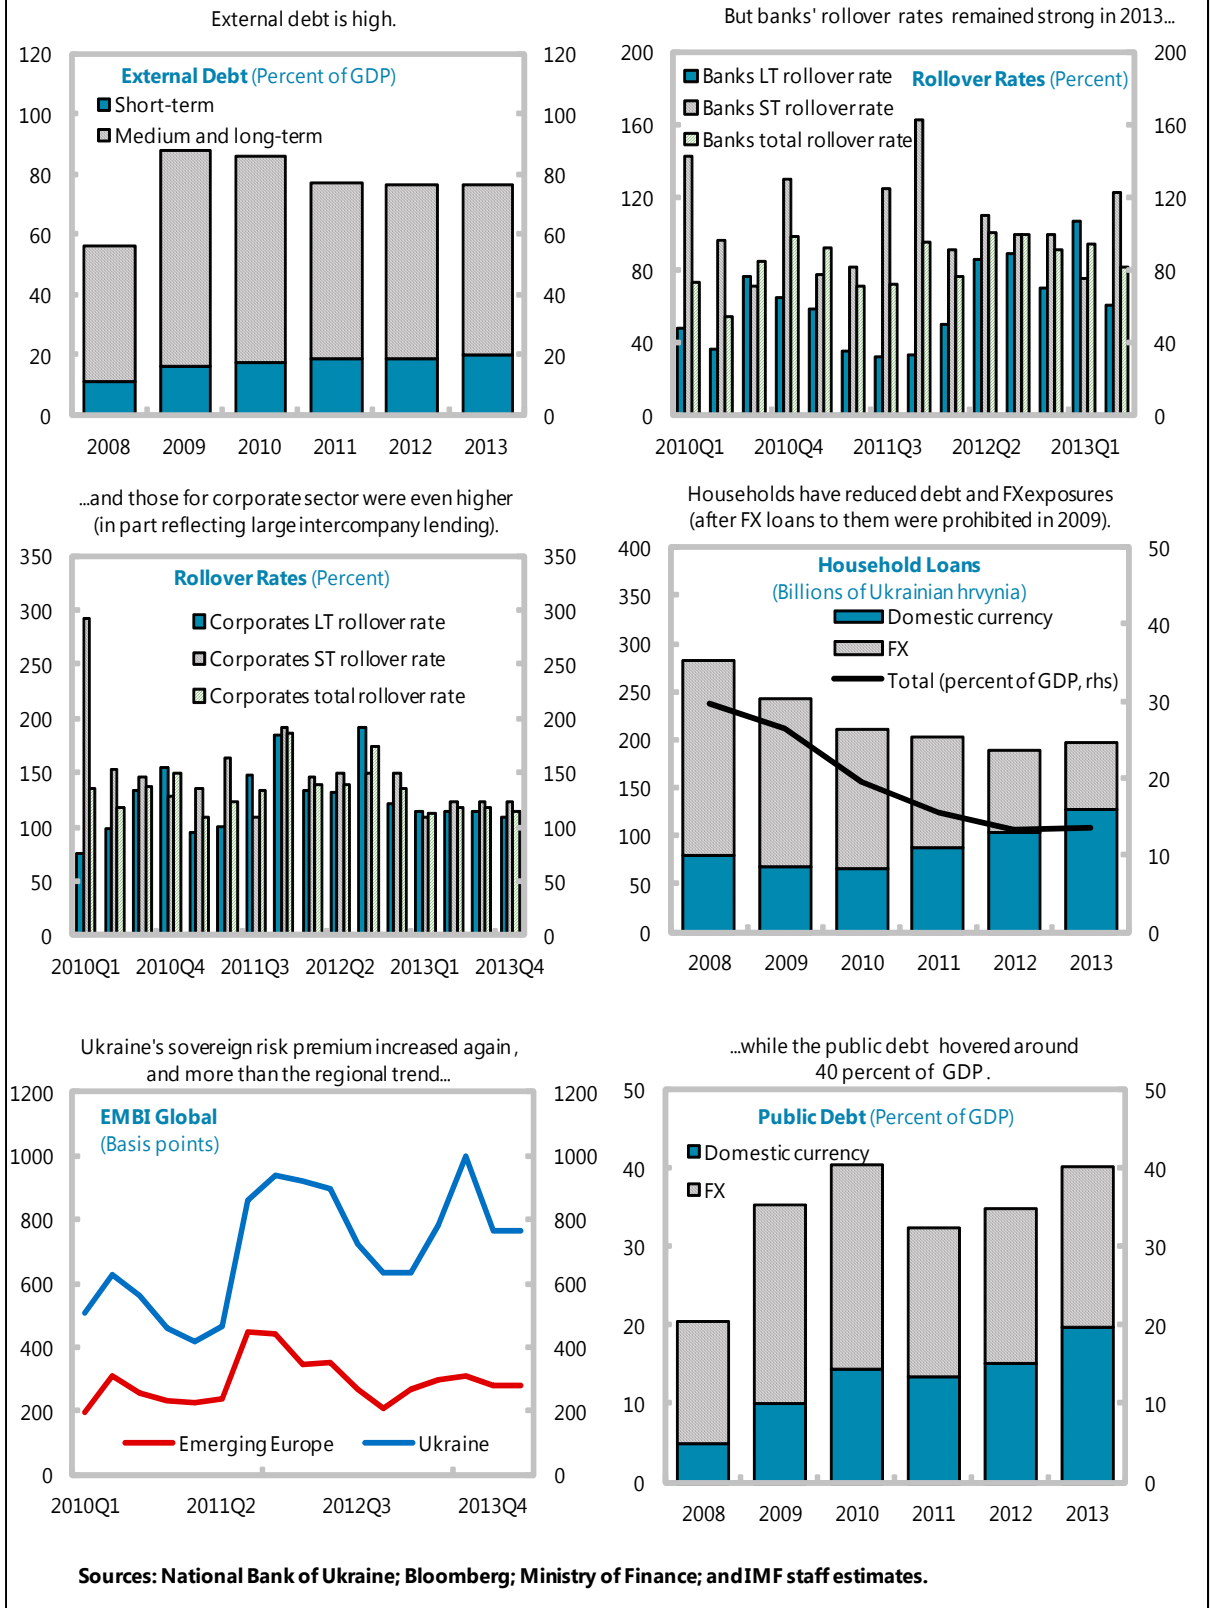 External debt is high.
120
100
80
60
40
20
0
External Debt (Percent of GDP)
Short-term
Medium and long-term
120
100
80
60
40
20
0
2008 2009 2010 2011 2012 2013
But banks' rollover rates remained strong in 2013...
200
160
120
80
40
0
Banks LT rollover rate
Rollover Rates (Percent)
Banks ST rollover rate
Banks total rollover rate
200
160
120
80
40
0
2010Q1 2010Q4 2011Q3 2012Q2 2013Q1
...and those for corporate sector were even higher
(in part reflecting large intercompany lending).
350
300
250
200
150
100
50
0
Rollover Rates (Percent)
Corporates LT rollover rate
Corporates ST rollover rate
Corporates total rollover rate
350
300
250
200
150
100
50
0
2010Q1 2010Q4 2011Q3 2012Q2 2013Q1 2013Q4
Households have reduced debt and FX exposures
(after FX loans to them were prohibited in 2009).
400
350
300
250
200
150
100
50
0
Household Loans
(Billions of Ukrainian hrvynia)
Domestic currency
FX
Total (percent of GDP, rhs)
50
40
30
20
10
0
2008 2009 2010 2011 2012 2013
Ukraine's sovereign risk premium increased again,
and more than the regional trend...
1200
1000
800
600
400
200
0
EMBI Global
(Basis points)
Emerging Europe Ukraine
1200
1000
800
600
400
200
0
2010Q1 2011Q2 2012Q3 2013Q4
...while the public debt hovered around
40 percent of GDP.
50
40
30
20
10
0
Public Debt (Percent of GDP)
Domestic currency
FX
50
40
30
20
10
0
2008 2009 2010 2011 2012 2013
Sources: National Bank of Ukraine; Bloomberg; Ministry of Finance; and IMF staff estimates.